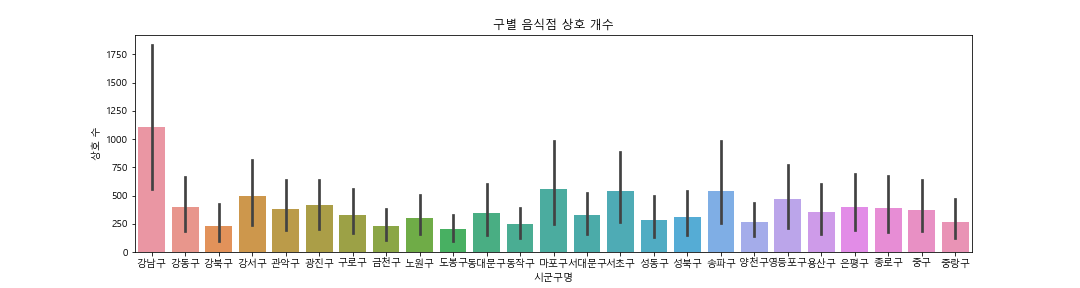 구별 음식점 상호 개수
상호 수
1750
1500
1250
1000
750
500
250
0
강남구 강동구 강북구 강서구 관악구 광진구 구로구 금천구 노원구 도봉구 동대문구 동작구 마포구 서대문구 서초구 성동구 성북구 송파구 양천구 영등포구 용산구 은평구 종로구 중구 중랑구
시군구명